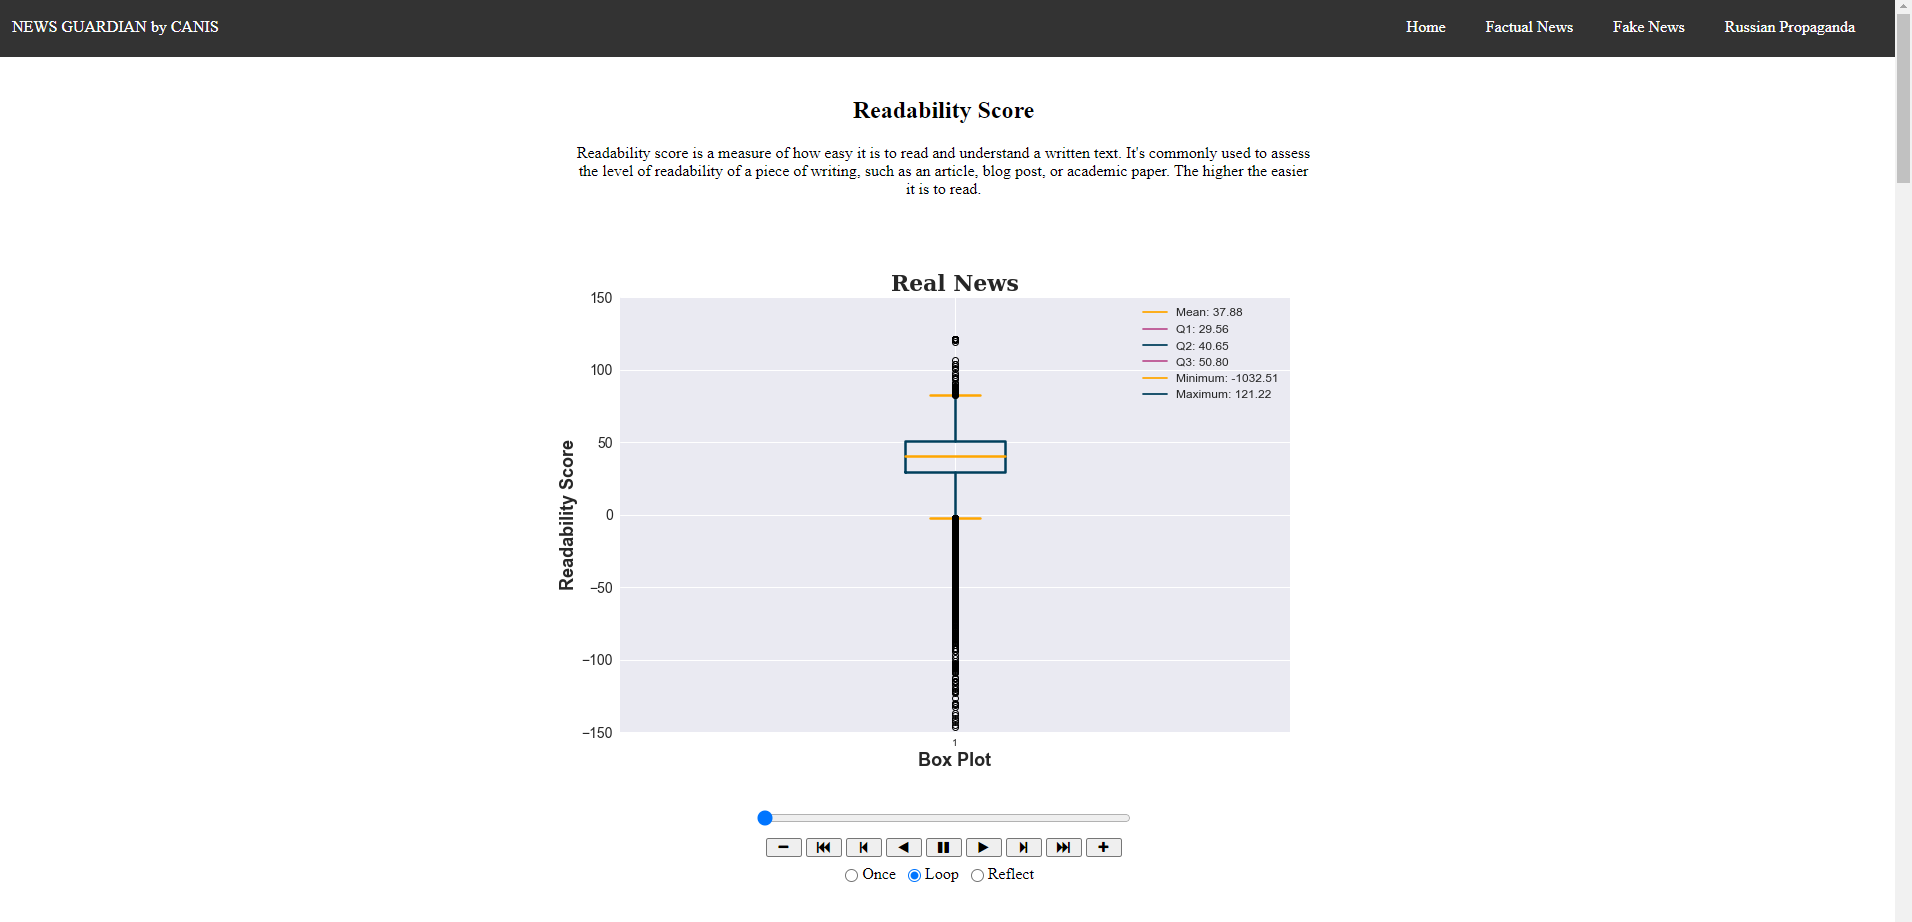 NEWS GUARDIAN by CANIS
Home
Factual News
Fake News
Russian Propaganda
Readability Score
Readability score is a measure of how easy it is to read and understand a written text. It's commonly used to assess
the level of readability of a piece of writing, such as an article, blog post, or academic paper. The higher the easier
it is to read.
Real News
150
100
50
0
−50
−100
−150
Readability Score
Mean: 37.88
Q1: 29.56
Q2: 40.65
Q3: 50.80
Minimum: -1032.51
Maximum: 121.22
1
Box Plot
Once
Loop
Reflect